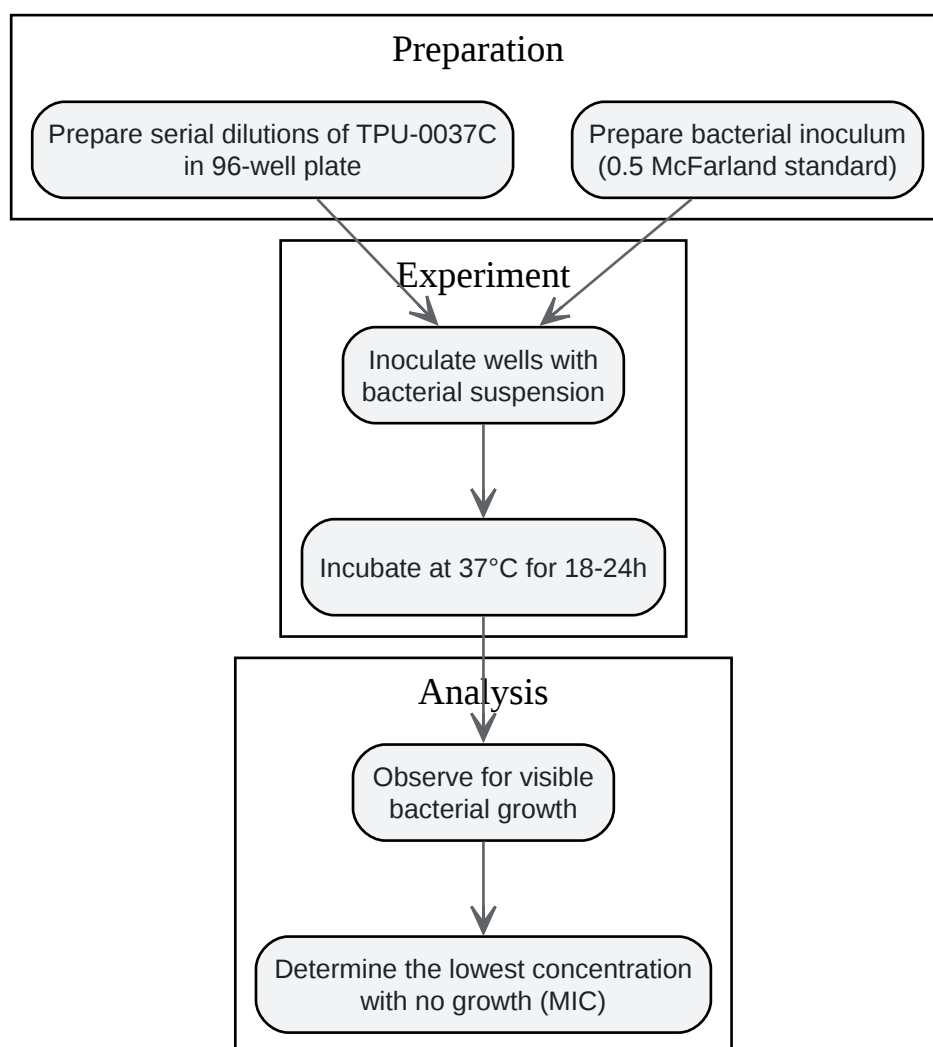 Preparation
Prepare serial dilutions of TPU-0037C
in 96-well plate
Prepare bacterial inoculum
(0.5 McFarland standard)
Experiment
Inoculate wells with
bacterial suspension
Incubate at 37°C for 18-24h
Analysis
Observe for visible
bacterial growth
Determine the lowest concentration
with no growth (MIC)